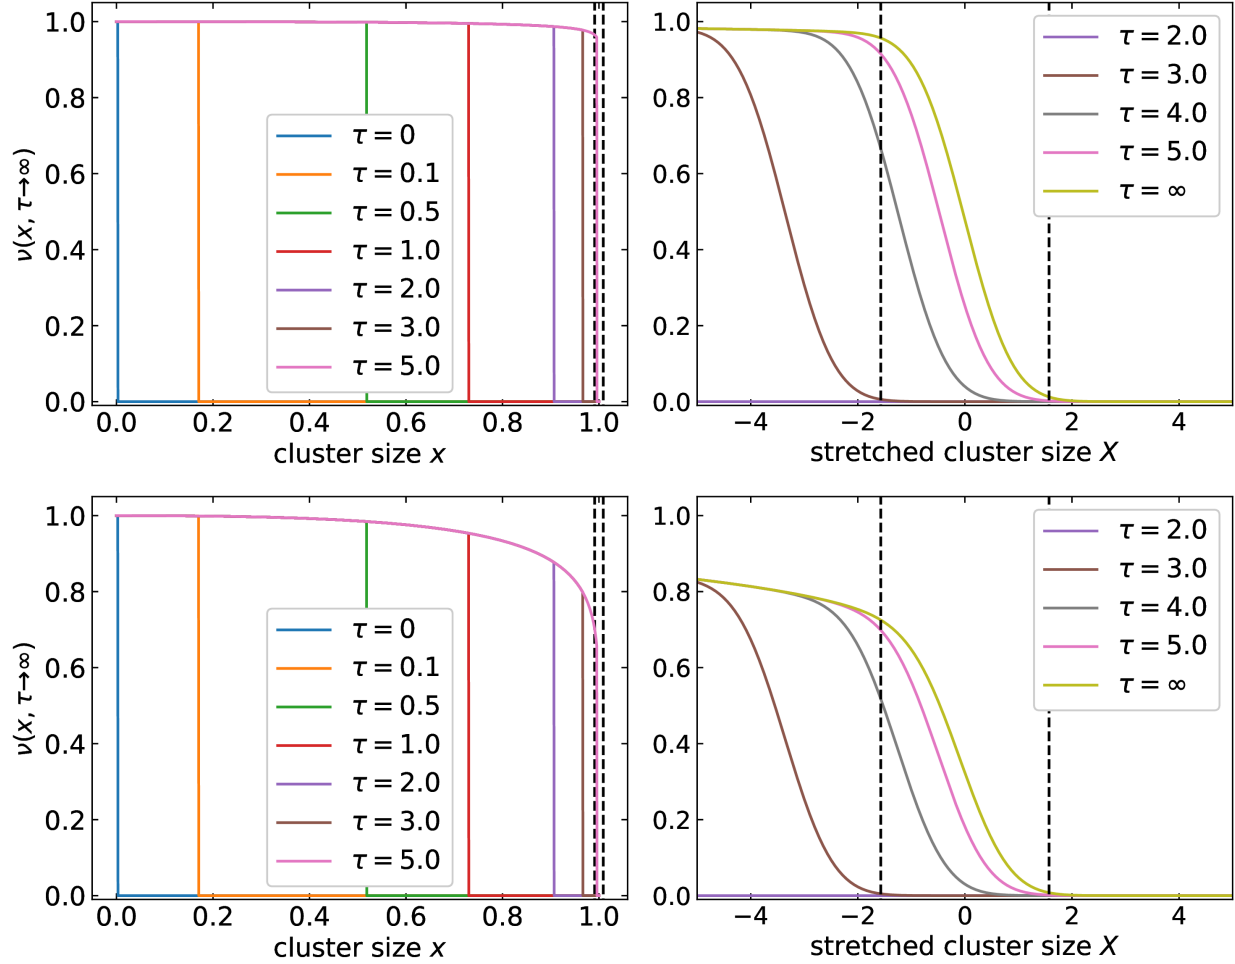 1.0
0.8
0.6
0.4
0.2
0.0
ν(x, τ→∞)
τ = 0
τ = 0.1
τ = 0.5
τ = 1.0
τ = 2.0
τ = 3.0
τ = 5.0
0.0 0.2 0.4 0.6 0.8 1.0
cluster size x
1.0
0.8
0.6
0.4
0.2
0.0
τ = 2.0
τ = 3.0
τ = 4.0
τ = 5.0
τ = ∞
−4 −2 0 2 4
stretched cluster size X
1.0
0.8
0.6
0.4
0.2
0.0
ν(x, τ→∞)
τ = 0
τ = 0.1
τ = 0.5
τ = 1.0
τ = 2.0
τ = 3.0
τ = 5.0
0.0 0.2 0.4 0.6 0.8 1.0
cluster size x
1.0
0.8
0.6
0.4
0.2
0.0
τ = 2.0
τ = 3.0
τ = 4.0
τ = 5.0
τ = ∞
−4 −2 0 2 4
stretched cluster size X